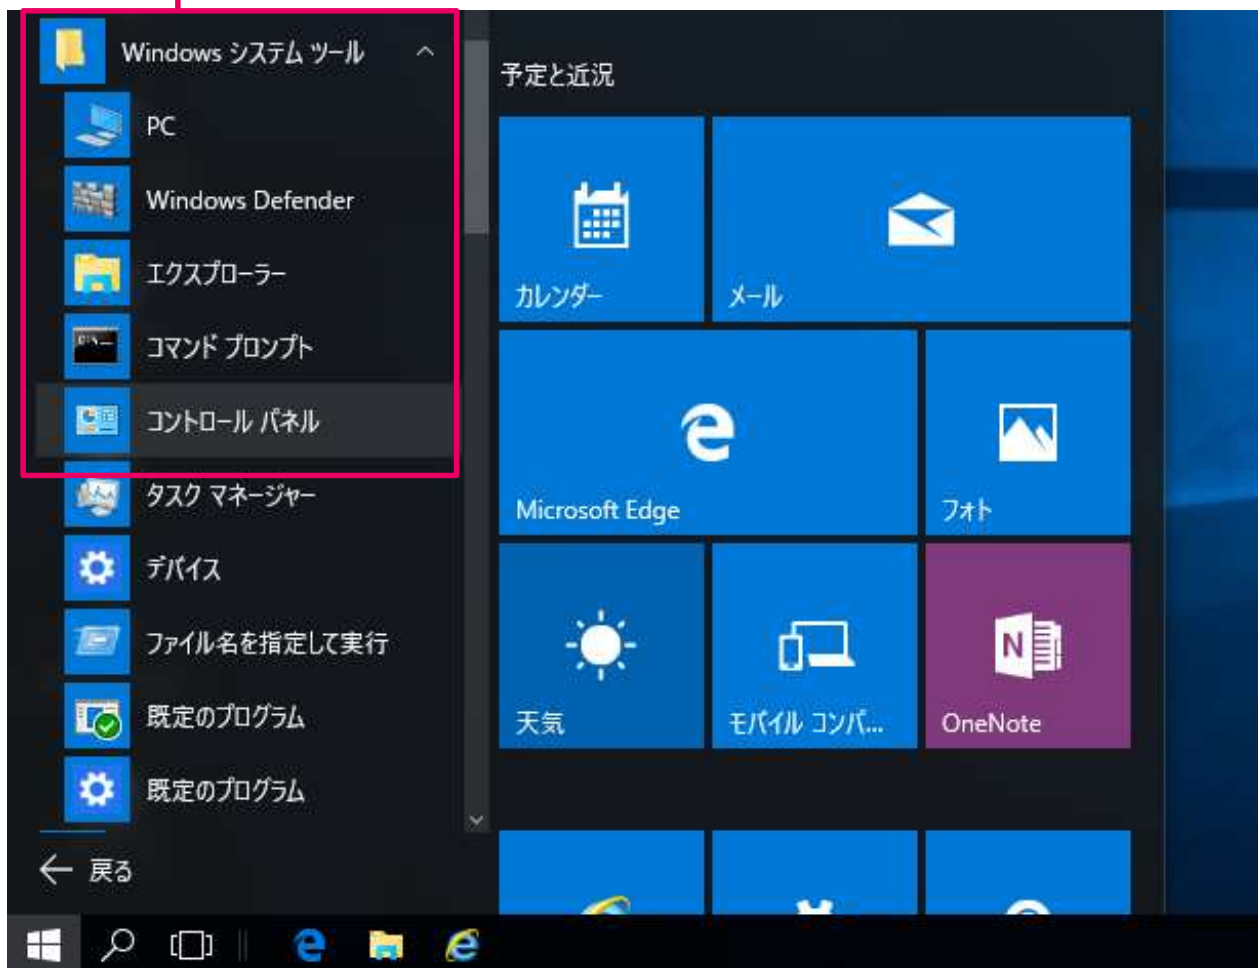 Windows システム ツール
PC
Windows Defender
エクスプローラー
コマンド プロンプト
コントロール パネル
タスク マネージャー
デバイス
ファイル名を指定して実行
既定のプログラム
既定のプログラム
戻る
予定と近況
カレンダー
メール
Microsoft Edge
フォト
天気
モバイル コンパ...
OneNote